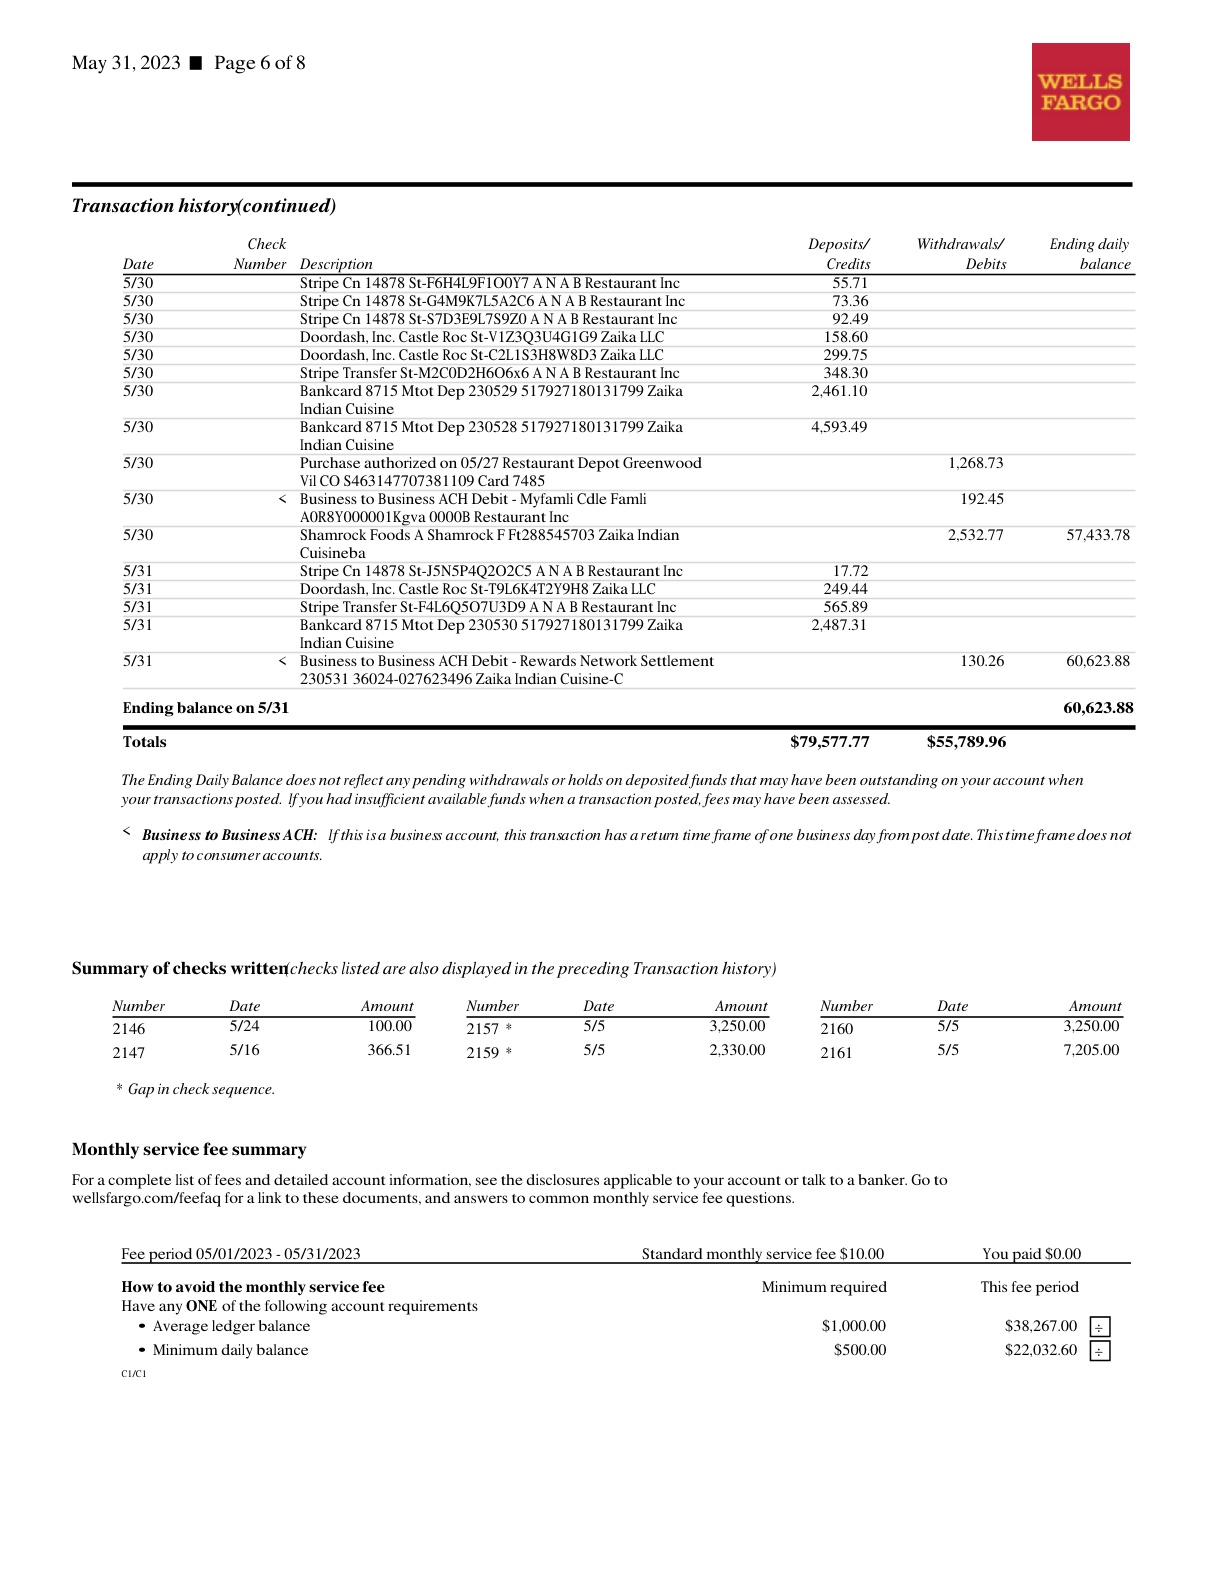 May 31, 2023 ■ Page 6 of 8
WELLS
FARGO
Transaction history(continued)
Check Deposits/ Withdrawals/ Ending daily
Date Number Description Credits Debits balance
5/30 Stripe Cn 14878 St-F6H4L9F1O0Y7 A N A B Restaurant Inc 55.71
5/30 Stripe Cn 14878 St-G4M9K7L5A2C6 A N A B Restaurant Inc 73.36
5/30 Stripe Cn 14878 St-S7D3E9L7S9Z0 A N A B Restaurant Inc 92.49
5/30 Doordash, Inc. Castle Roc St-V1Z3Q3U4G1G9 Zaika LLC 158.60
5/30 Doordash, Inc. Castle Roc St-C2L1S3H8W8D3 Zaika LLC 299.75
5/30 Stripe Transfer St-M2C0D2H6O6x6 A N A B Restaurant Inc 348.30
5/30 Bankcard 8715 Mtot Dep 230529 517927180131799 Zaika 2,461.10
Indian Cuisine
5/30 Bankcard 8715 Mtot Dep 230528 517927180131799 Zaika 4,593.49
Indian Cuisine
5/30 Purchase authorized on 05/27 Restaurant Depot Greenwood 1,268.73
Vil CO S463147707381109 Card 7485
5/30 < Business to Business ACH Debit - Myfamli Cdle Famli 192.45
A0R8Y000001Kgva 0000B Restaurant Inc
5/30 Shamrock Foods A Shamrock F Ft288545703 Zaika Indian 2,532.77 57,433.78
Cuisineba
5/31 Stripe Cn 14878 St-J5N5P4Q2O2C5 A N A B Restaurant Inc 17.72
5/31 Doordash, Inc. Castle Roc St-T9L6K4T2Y9H8 Zaika LLC 249.44
5/31 Stripe Transfer St-F4L6Q5O7U3D9 A N A B Restaurant Inc 565.89
5/31 Bankcard 8715 Mtot Dep 230530 517927180131799 Zaika 2,487.31
Indian Cuisine
5/31 < Business to Business ACH Debit - Rewards Network Settlement 130.26 60,623.88
230531 36024-027623496 Zaika Indian Cuisine-C
Ending balance on 5/31 60,623.88
Totals $79,577.77 $55,789.96
The Ending Daily Balance does not reflect any pending withdrawals or holds on deposited funds that may have been outstanding on your account when
your transactions posted. If you had insufficient available funds when a transaction posted, fees may have been assessed.
< Business to Business ACH: If this is a business account, this transaction has a return time frame of one business day from post date. This time frame does not
apply to consumer accounts.
Summary of checks written(checks listed are also displayed in the preceding Transaction history)
Number Date Amount Number Date Amount Number Date Amount
2146 5/24 100.00 2157 * 5/5 3,250.00 2160 5/5 3,250.00
2147 5/16 366.51 2159 * 5/5 2,330.00 2161 5/5 7,205.00
* Gap in check sequence.
Monthly service fee summary
For a complete list of fees and detailed account information, see the disclosures applicable to your account or talk to a banker. Go to
wellsfargo.com/feefaq for a link to these documents, and answers to common monthly service fee questions.
Fee period 05/01/2023 - 05/31/2023 Standard monthly service fee $10.00 You paid $0.00
How to avoid the monthly service fee Minimum required This fee period
Have any ONE of the following account requirements
• Average ledger balance $1,000.00 $38,267.00 ÷
• Minimum daily balance $500.00 $22,032.60 ÷
C1/C1